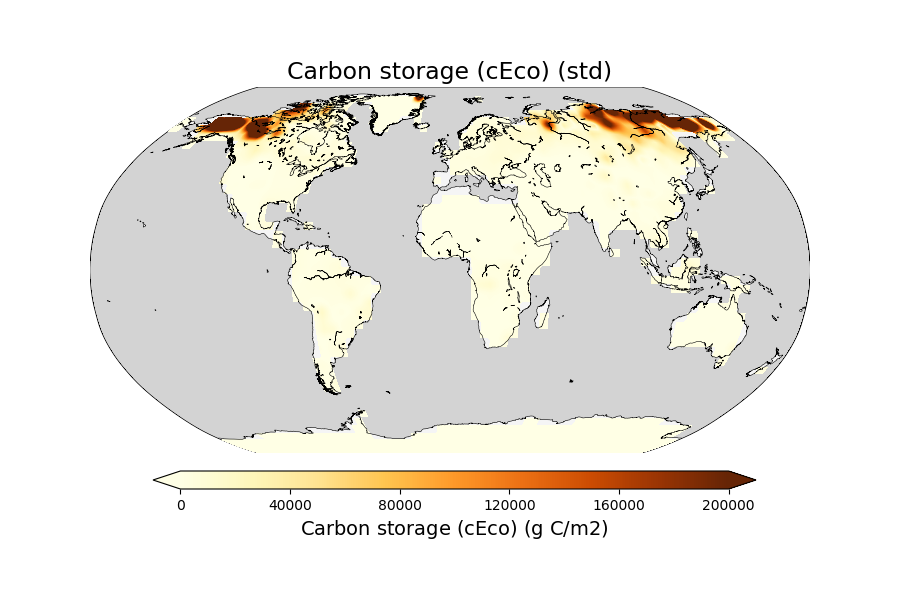 Carbon storage (cEco) (std)
0 40000 80000 120000 160000 200000
Carbon storage (cEco) (g C/m2)